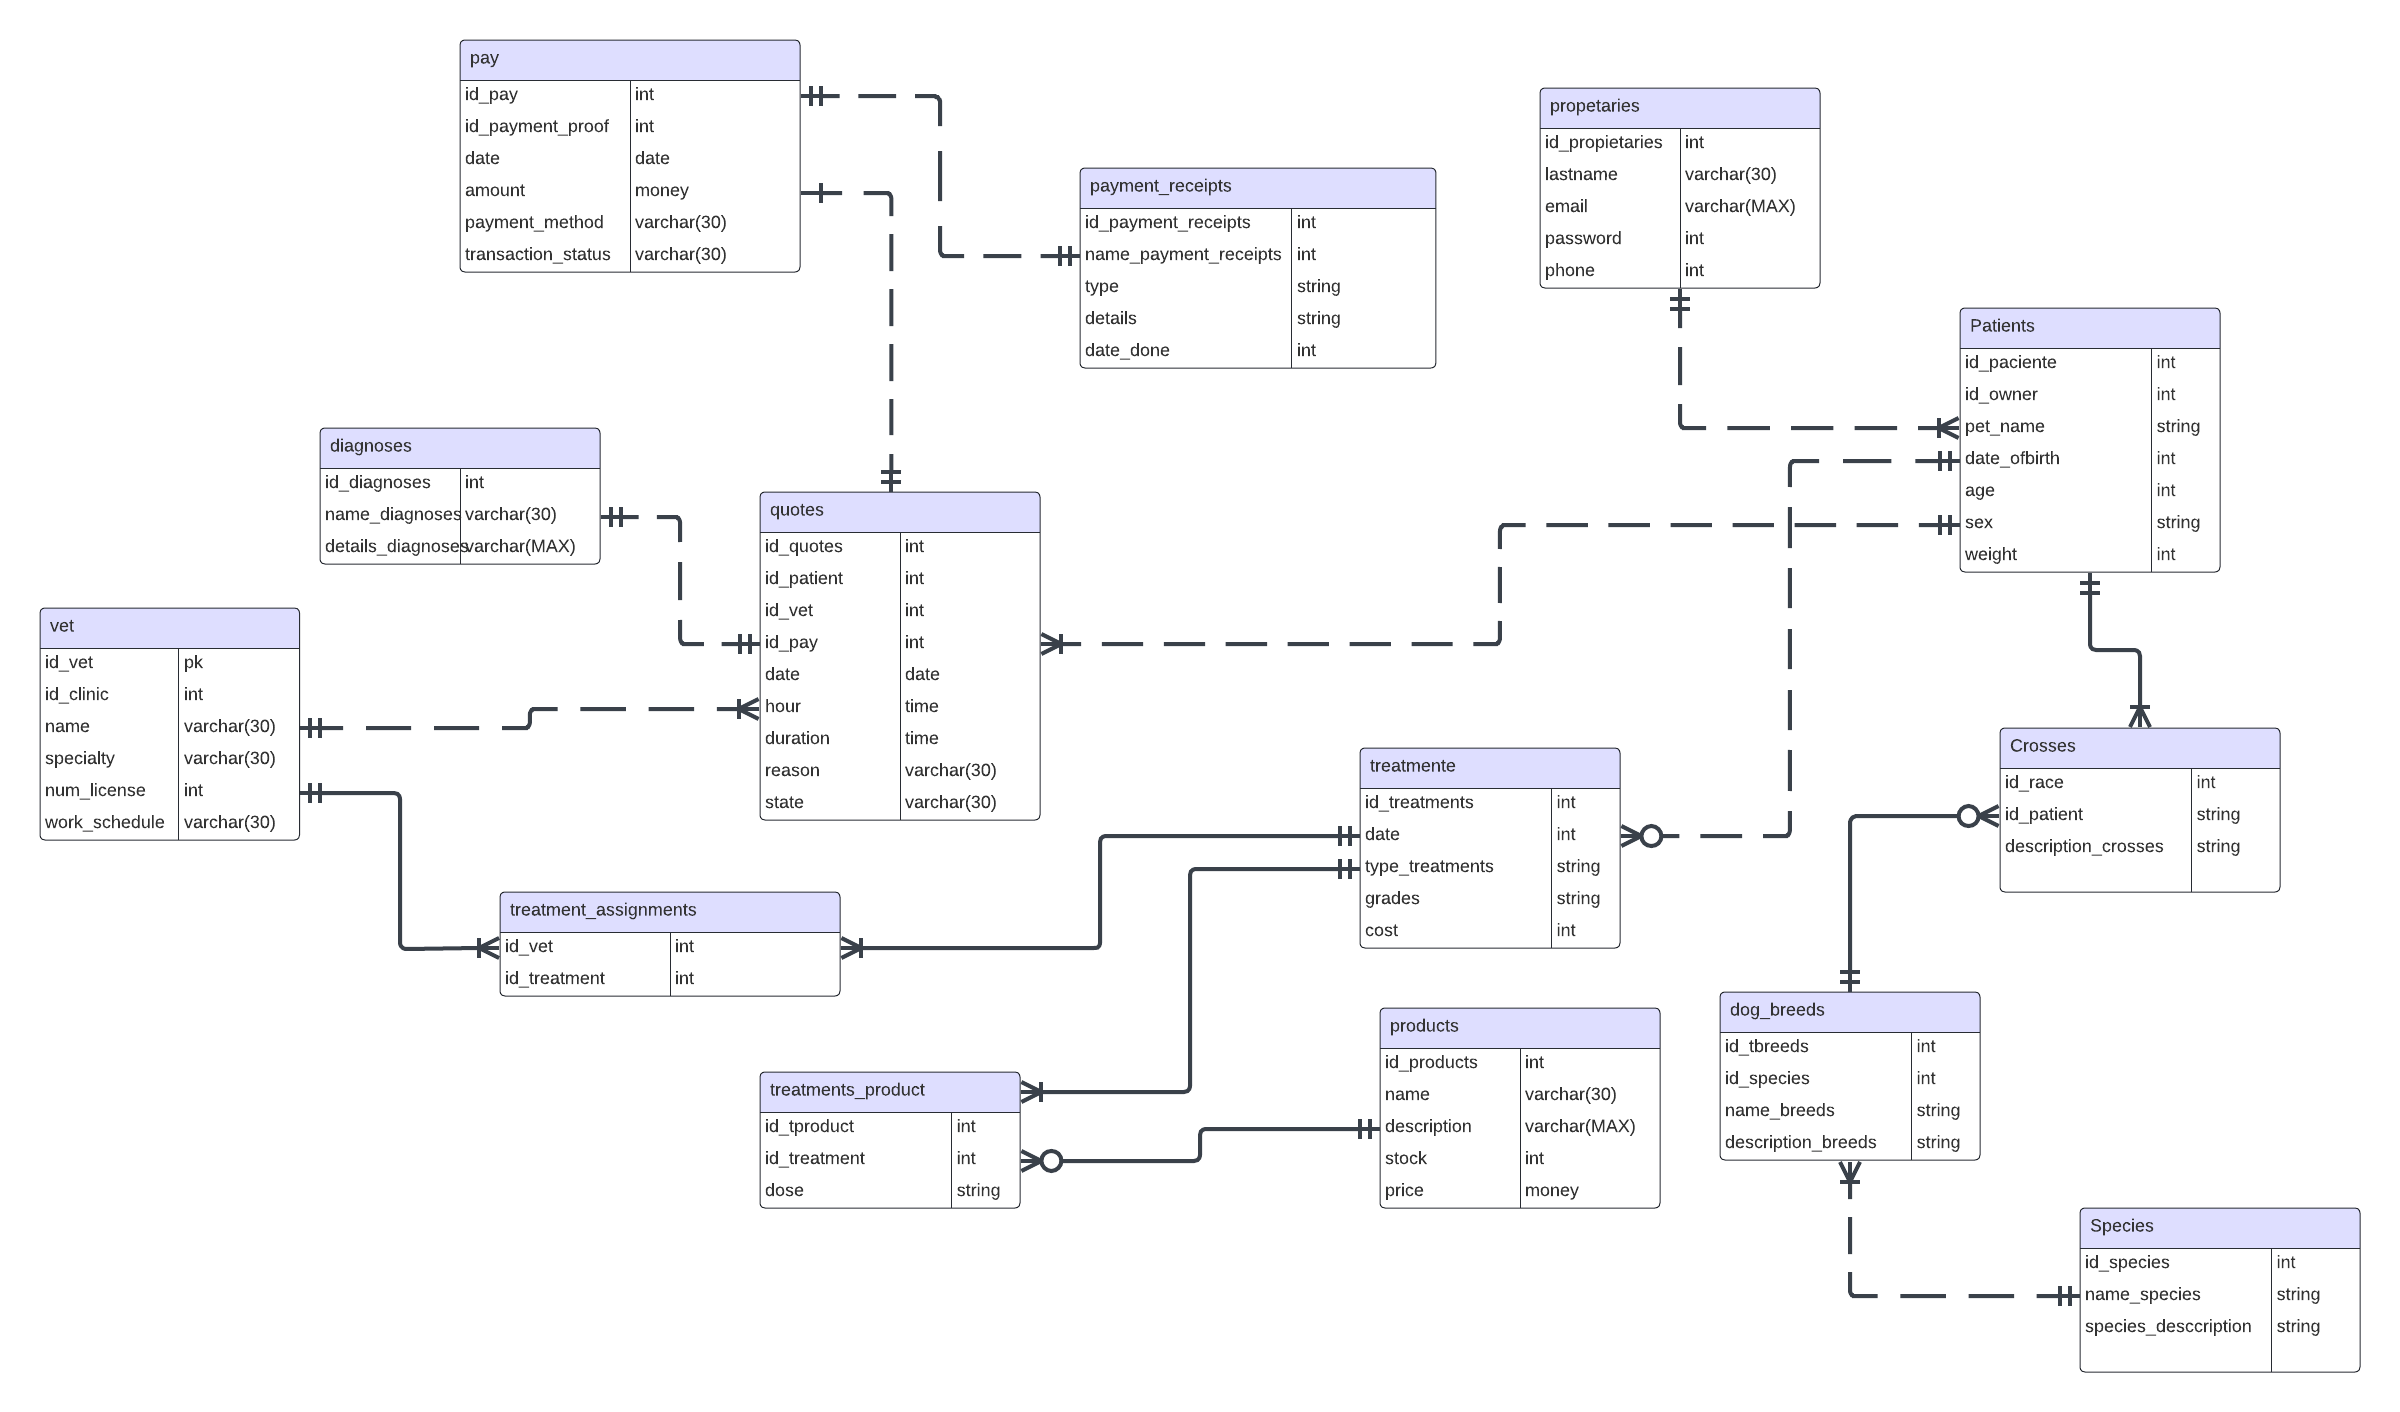 pay
id_pay int
id_payment_proof int
date date
amount money
payment_method varchar(30)
transaction_status varchar(30)
payment_receipts
id_payment_receipts int
name_payment_receipts int
type string
details string
date_done int
propetaries
id_propietaries int
lastname varchar(30)
email varchar(MAX)
password int
phone int
Patients
id_paciente int
id_owner int
pet_name string
date_ofbirth int
age int
sex string
weight int
diagnoses
id_diagnoses int
name_diagnoses varchar(30)
details_diagnoses varchar(MAX)
quotes
id_quotes int
id_patient int
id_vet int
id_pay int
date date
hour time
duration time
reason varchar(30)
state varchar(30)
vet
id_vet pk
id_clinic int
name varchar(30)
specialty varchar(30)
num_license int
work_schedule varchar(30)
treatmente
id_treatments int
date int
type_treatments string
grades string
cost int
Crosses
id_race int
id_patient string
description_crosses string
treatment_assignments
id_vet int
id_treatment int
products
id_products int
name varchar(30)
description varchar(MAX)
stock int
price money
dog_breeds
id_tbreeds int
id_species int
name_breeds string
description_breeds string
treatments_product
id_tproduct int
id_treatment int
dose string
Species
id_species int
name_species string
species_desccription string